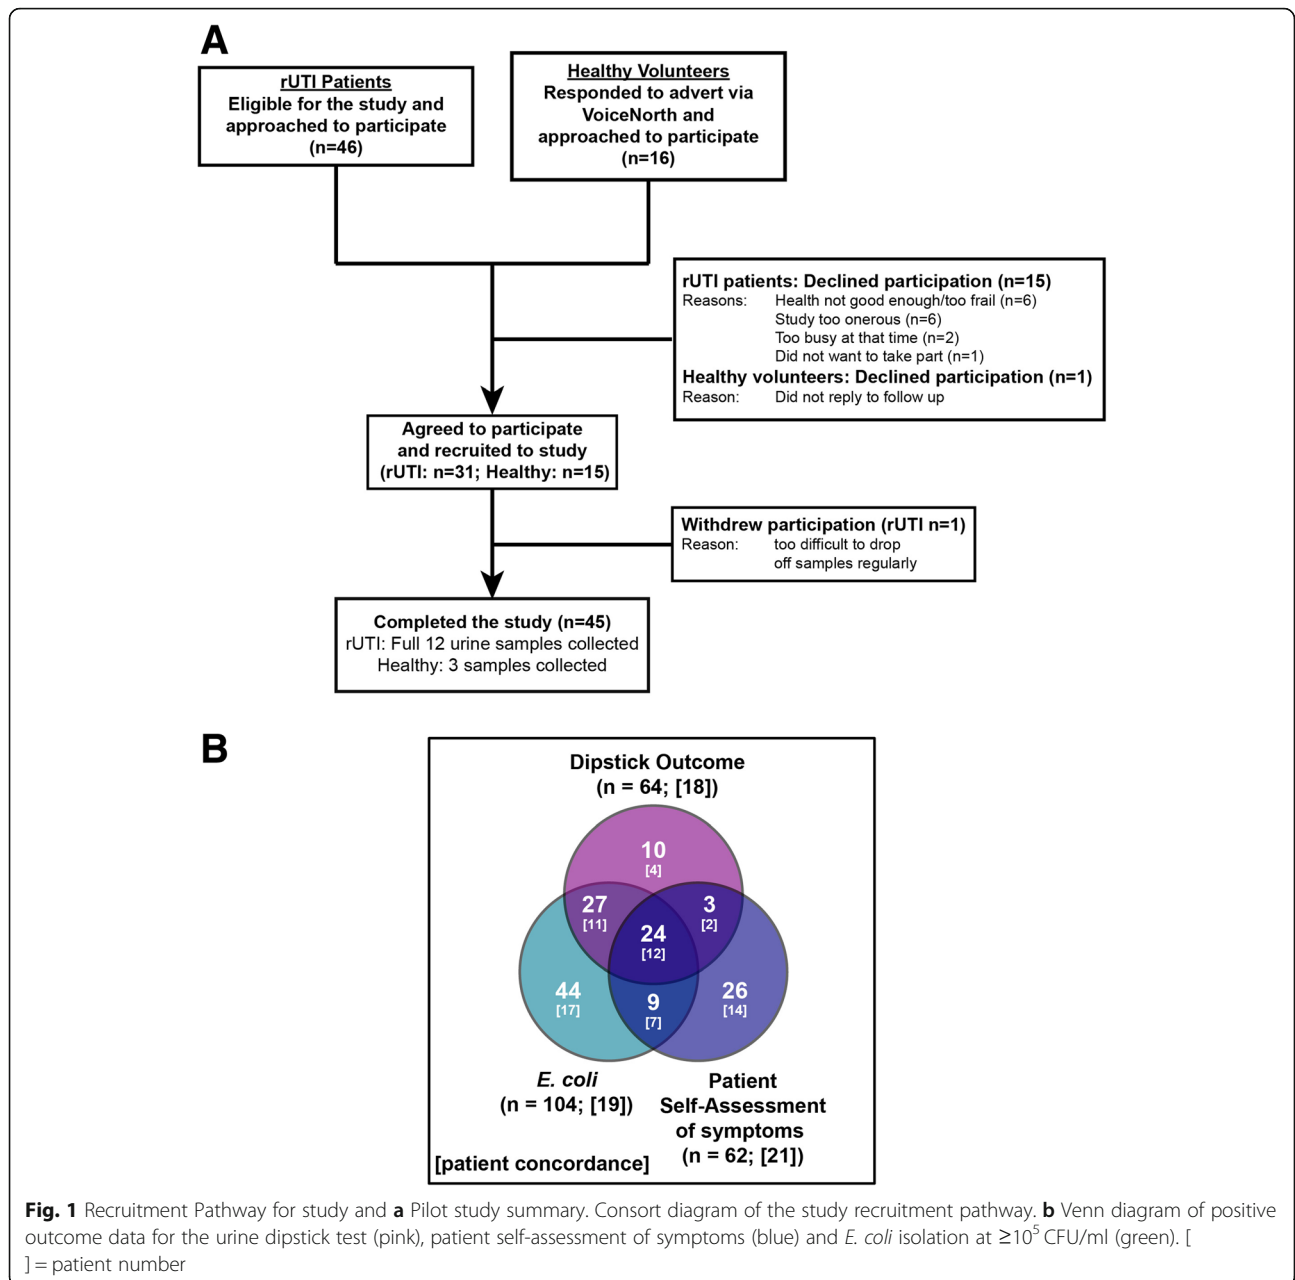 A
rUTI Patients
Eligible for the study and
approached to participate
(n=46)
Healthy Volunteers
Responded to advert via
VoiceNorth and
approached to participate
(n=16)
rUTI patients: Declined participation (n=15)
Reasons: Health not good enough/too frail (n=6)
Study too onerous (n=6)
Too busy at that time (n=2)
Did not want to take part (n=1)
Healthy volunteers: Declined participation (n=1)
Reason: Did not reply to follow up
Agreed to participate
and recruited to study
(rUTI: n=31; Healthy: n=15)
Withdrew participation (rUTI n=1)
Reason: too difficult to drop
off samples regularly
Completed the study (n=45)
rUTI: Full 12 urine samples collected
Healthy: 3 samples collected
B
Dipstick Outcome
(n = 64; [18])
10
[4]
27
[11]
3
[2]
24
[12]
44
[17]
9
[7]
26
[14]
E. coli
(n = 104; [19])
Patient
Self-Assessment
of symptoms
(n = 62; [21])
[patient concordance]
Fig. 1 Recruitment Pathway for study and a Pilot study summary. Consort diagram of the study recruitment pathway. b Venn diagram of positive
outcome data for the urine dipstick test (pink), patient self-assessment of symptoms (blue) and E. coli isolation at ≥10⁵ CFU/ml (green). [
] = patient number